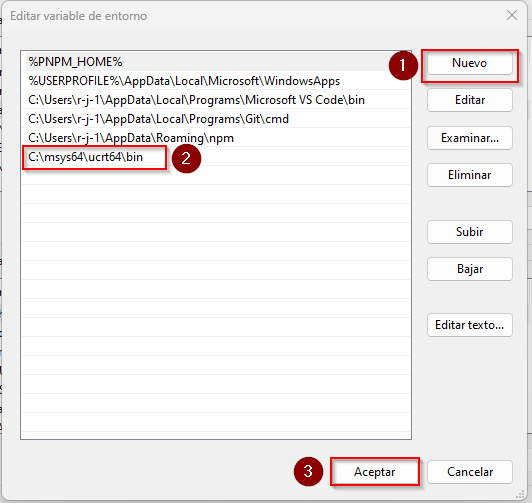 Editar variable de entorno
%PNPM_HOME%
%USERPROFILE%\AppData\Local\Microsoft\WindowsApps
C:\Users\r-j-1\AppData\Local\Programs\Microsoft VS Code\bin
C:\Users\r-j-1\AppData\Local\Programs\Git\cmd
C:\Users\r-j-1\AppData\Roaming\npm
C:\msys64\ucrt64\bin
2
1
Nuevo
Editar
Examinar...
Eliminar
Subir
Bajar
Editar texto...
3
Aceptar
Cancelar